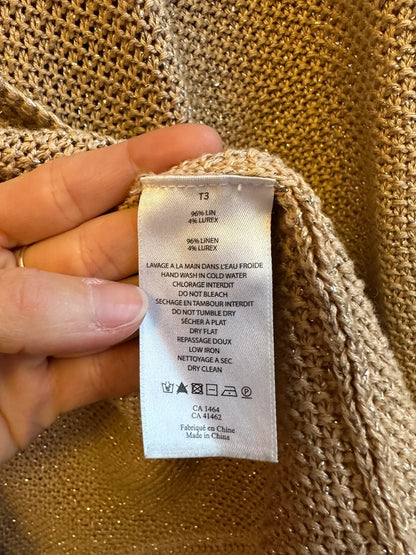 T3
96% LIN
4% LUREX
96% LINEN
4% LUREX
LAVAGE A LA MAIN DANS L'EAU FROIDE
HAND WASH IN COLD WATER
CHLORAGE INTERDIT
DO NOT BLEACH
SECHAGE EN TAMBOUR INTERDIT
DO NOT TUMBLE DRY
SÉCHER À PLAT
DRY FLAT
REPASSAGE DOUX
LOW IRON
NETTOYAGE A SEC
DRY CLEAN
CA 1464
CA 41462
Fabriqué en Chine
Made in China